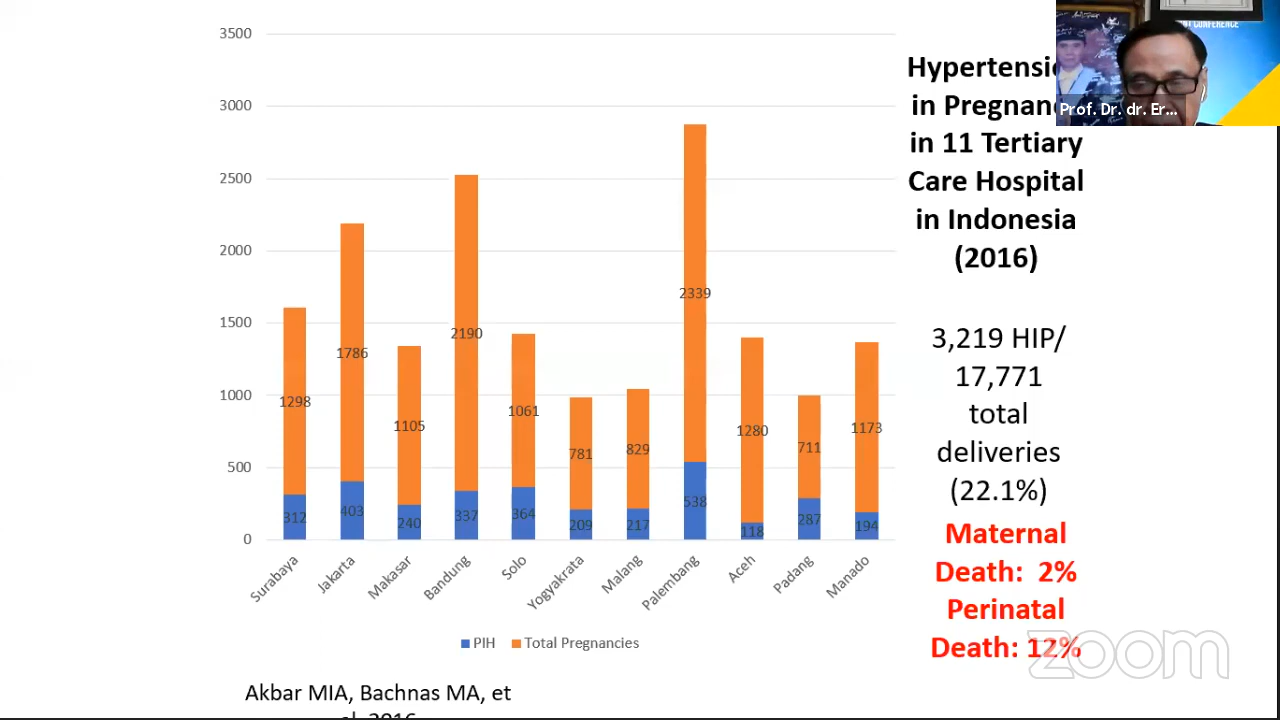 3500
3000
2500
2000
1500
1000
500
0
1298
1786
1105
2190
1061
781
829
2339
1280
711
1173
312
403
240
337
364
209
217
538
118
287
194
Surabaya
Jakarta
Makasar
Bandung
Solo
Yogyakrata
Malang
Palembang
Aceh
Padang
Manado
PIH
Total Pregnancies
Akbar MIA, Bachnas MA, et
al, 2016
in Pregnanc
in 11 Tertiary
Care Hospital
in Indonesia
(2016)
3,219 HIP/
17,771
total
deliveries
(22.1%)
Maternal
Death: 2%
Perinatal
Death: 12%
CONFERENCE
Prof. Dr. dr. Er...
zoom